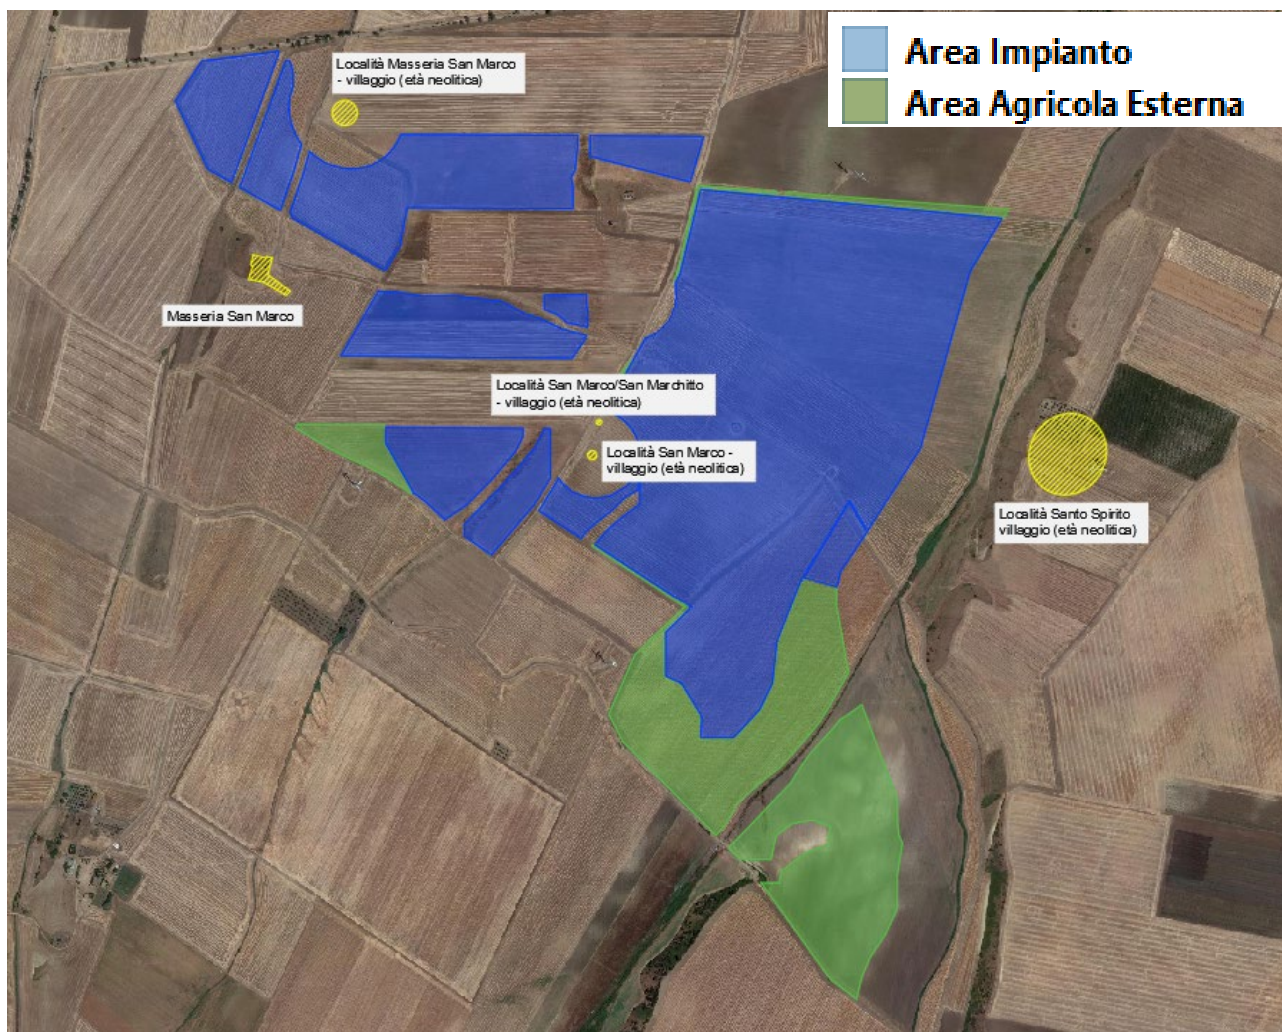 Area Impianto
Area Agricola Esterna
Località Masseria San Marco
- villaggio (età neolitica)
Masseria San Marco
Località San Marco/San Marchitto
- villaggio (età neolitica)
Località San Marco -
villaggio (età neolitica)
Località Santo Spirito
villaggio (età neolitica)